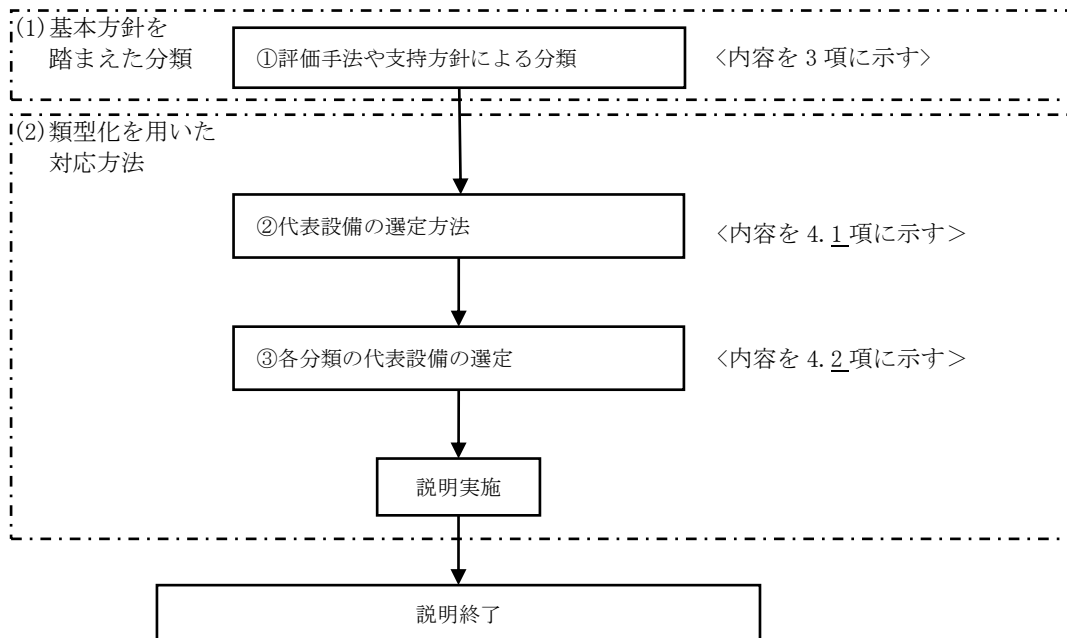 (1)基本方針を
踏まえた分類
①評価手法や支持方針による分類
<内容を 3 項に示す>
(2)類型化を用いた
対応方法
②代表設備の選定方法
<内容を 4.1 項に示す>
③各分類の代表設備の選定
<内容を 4.2 項に示す>
説明実施
説明終了